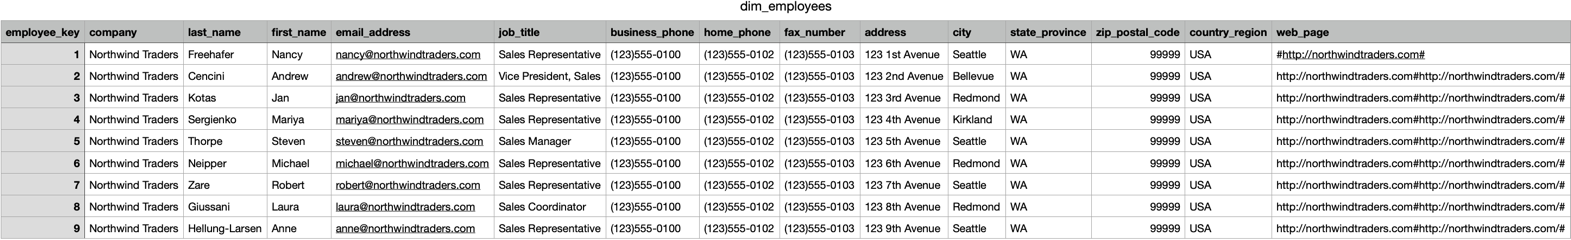 dim_employees
employee_key company last_name first_name email_address job_title business_phone home_phone fax_number address city state_province zip_postal_code country_region web_page
1 Northwind Traders Freehafer Nancy nancy@northwindtraders.com Sales Representative (123)555-0100 (123)555-0102 (123)555-0103 123 1st Avenue Seattle WA 99999 USA #http://northwindtraders.com#
2 Northwind Traders Cencini Andrew andrew@northwindtraders.com Vice President, Sales (123)555-0100 (123)555-0102 (123)555-0103 123 2nd Avenue Bellevue WA 99999 USA http://northwindtraders.com#http://northwindtraders.com/#
3 Northwind Traders Kotas Jan jan@northwindtraders.com Sales Representative (123)555-0100 (123)555-0102 (123)555-0103 123 3rd Avenue Redmond WA 99999 USA http://northwindtraders.com#http://northwindtraders.com/#
4 Northwind Traders Sergienko Mariya mariya@northwindtraders.com Sales Representative (123)555-0100 (123)555-0102 (123)555-0103 123 4th Avenue Kirkland WA 99999 USA http://northwindtraders.com#http://northwindtraders.com/#
5 Northwind Traders Thorpe Steven steven@northwindtraders.com Sales Manager (123)555-0100 (123)555-0102 (123)555-0103 123 5th Avenue Seattle WA 99999 USA http://northwindtraders.com#http://northwindtraders.com/#
6 Northwind Traders Neipper Michael michael@northwindtraders.com Sales Representative (123)555-0100 (123)555-0102 (123)555-0103 123 6th Avenue Redmond WA 99999 USA http://northwindtraders.com#http://northwindtraders.com/#
7 Northwind Traders Zare Robert robert@northwindtraders.com Sales Representative (123)555-0100 (123)555-0102 (123)555-0103 123 7th Avenue Seattle WA 99999 USA http://northwindtraders.com#http://northwindtraders.com/#
8 Northwind Traders Giussani Laura laura@northwindtraders.com Sales Coordinator (123)555-0100 (123)555-0102 (123)555-0103 123 8th Avenue Redmond WA 99999 USA http://northwindtraders.com#http://northwindtraders.com/#
9 Northwind Traders Hellung-Larsen Anne anne@northwindtraders.com Sales Representative (123)555-0100 (123)555-0102 (123)555-0103 123 9th Avenue Seattle WA 99999 USA http://northwindtraders.com#http://northwindtraders.com/#